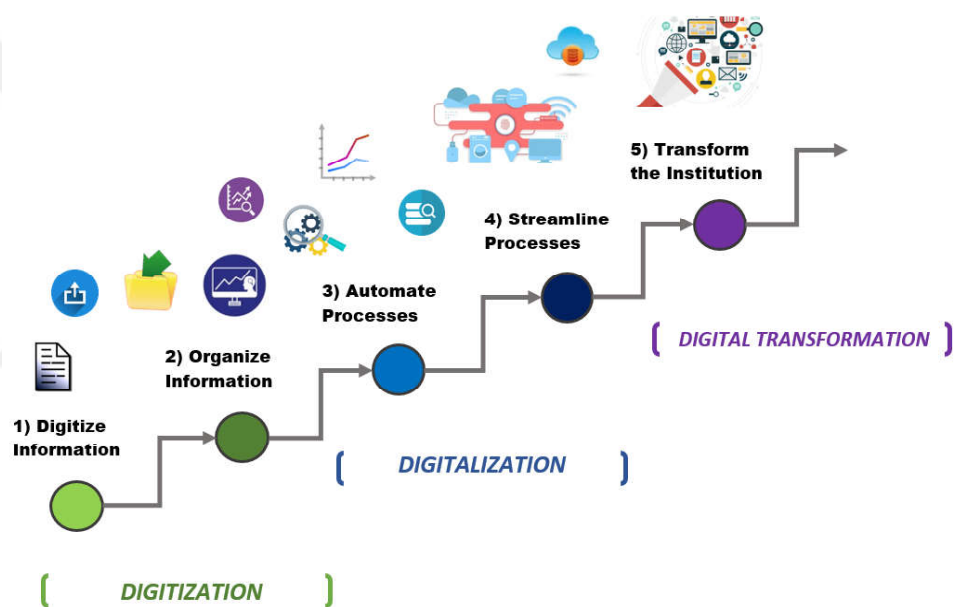 5) Transform
the Institution
4) Streamline
Processes
3) Automate
Processes
2) Organize
Information
1) Digitize
Information
DIGITAL TRANSFORMATION
DIGITALIZATION
DIGITIZATION